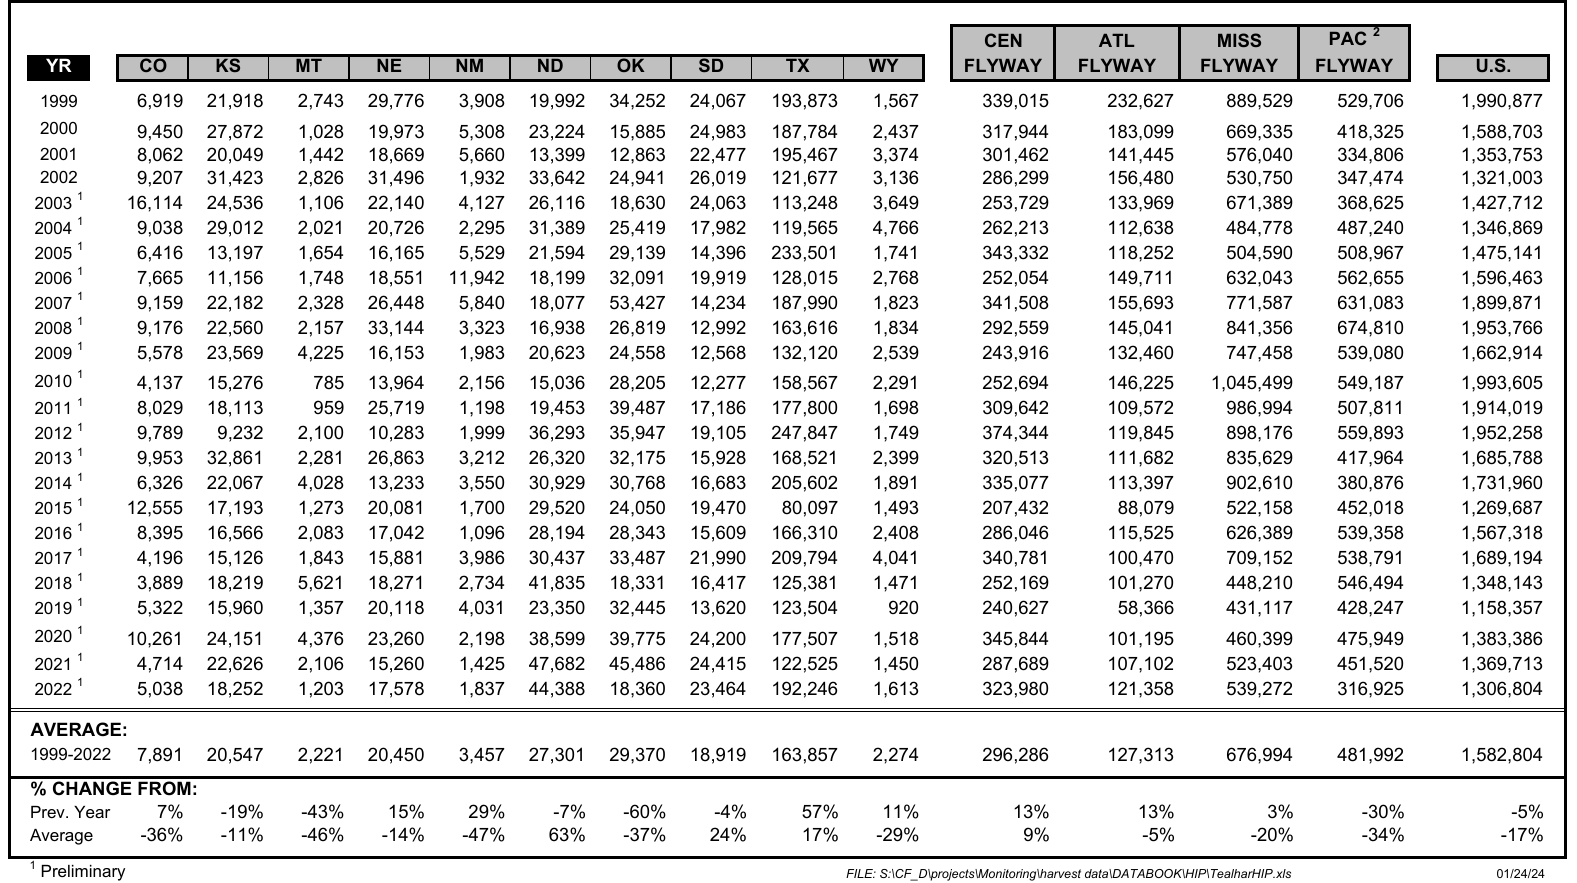 CEN ATL MISS PAC 2
YR CO KS MT NE NM ND OK SD TX WY FLYWAY FLYWAY FLYWAY FLYWAY U.S.
1999 6,919 21,918 2,743 29,776 3,908 19,992 34,252 24,067 193,873 1,567 339,015 232,627 889,529 529,706 1,990,877
2000 9,450 27,872 1,028 19,973 5,308 23,224 15,885 24,983 187,784 2,437 317,944 183,099 669,335 418,325 1,588,703
2001 8,062 20,049 1,442 18,669 5,660 13,399 12,863 22,477 195,467 3,374 301,462 141,445 576,040 334,806 1,353,753
2002 9,207 31,423 2,826 31,496 1,932 33,642 24,941 26,019 121,677 3,136 286,299 156,480 530,750 347,474 1,321,003
2003 1 16,114 24,536 1,106 22,140 4,127 26,116 18,630 24,063 113,248 3,649 253,729 133,969 671,389 368,625 1,427,712
2004 1 9,038 29,012 2,021 20,726 2,295 31,389 25,419 17,982 119,565 4,766 262,213 112,638 484,778 487,240 1,346,869
2005 1 6,416 13,197 1,654 16,165 5,529 21,594 29,139 14,396 233,501 1,741 343,332 118,252 504,590 508,967 1,475,141
2006 1 7,665 11,156 1,748 18,551 11,942 18,199 32,091 19,919 128,015 2,768 252,054 149,711 632,043 562,655 1,596,463
2007 1 9,159 22,182 2,328 26,448 5,840 18,077 53,427 14,234 187,990 1,823 341,508 155,693 771,587 631,083 1,899,871
2008 1 9,176 22,560 2,157 33,144 3,323 16,938 26,819 12,992 163,616 1,834 292,559 145,041 841,356 674,810 1,953,766
2009 1 5,578 23,569 4,225 16,153 1,983 20,623 24,558 12,568 132,120 2,539 243,916 132,460 747,458 539,080 1,662,914
2010 1 4,137 15,276 785 13,964 2,156 15,036 28,205 12,277 158,567 2,291 252,694 146,225 1,045,499 549,187 1,993,605
2011 1 8,029 18,113 959 25,719 1,198 19,453 39,487 17,186 177,800 1,698 309,642 109,572 986,994 507,811 1,914,019
2012 1 9,789 9,232 2,100 10,283 1,999 36,293 35,947 19,105 247,847 1,749 374,344 119,845 898,176 559,893 1,952,258
2013 1 9,953 32,861 2,281 26,863 3,212 26,320 32,175 15,928 168,521 2,399 320,513 111,682 835,629 417,964 1,685,788
2014 1 6,326 22,067 4,028 13,233 3,550 30,929 30,768 16,683 205,602 1,891 335,077 113,397 902,610 380,876 1,731,960
2015 1 12,555 17,193 1,273 20,081 1,700 29,520 24,050 19,470 80,097 1,493 207,432 88,079 522,158 452,018 1,269,687
2016 1 8,395 16,566 2,083 17,042 1,096 28,194 28,343 15,609 166,310 2,408 286,046 115,525 626,389 539,358 1,567,318
2017 1 4,196 15,126 1,843 15,881 3,986 30,437 33,487 21,990 209,794 4,041 340,781 100,470 709,152 538,791 1,689,194
2018 1 3,889 18,219 5,621 18,271 2,734 41,835 18,331 16,417 125,381 1,471 252,169 101,270 448,210 546,494 1,348,143
2019 1 5,322 15,960 1,357 20,118 4,031 23,350 32,445 13,620 123,504 920 240,627 58,366 431,117 428,247 1,158,357
2020 1 10,261 24,151 4,376 23,260 2,198 38,599 39,775 24,200 177,507 1,518 345,844 101,195 460,399 475,949 1,383,386
2021 1 4,714 22,626 2,106 15,260 1,425 47,682 45,486 24,415 122,525 1,450 287,689 107,102 523,403 451,520 1,369,713
2022 1 5,038 18,252 1,203 17,578 1,837 44,388 18,360 23,464 192,246 1,613 323,980 121,358 539,272 316,925 1,306,804
AVERAGE:
1999-2022 7,891 20,547 2,221 20,450 3,457 27,301 29,370 18,919 163,857 2,274 296,286 127,313 676,994 481,992 1,582,804
% CHANGE FROM:
Prev. Year 7% -19% -43% 15% 29% -7% -60% -4% 57% 11% 13% 13% 3% -30% -5%
Average -36% -11% -46% -14% -47% 63% -37% 24% 17% -29% 9% -5% -20% -34% -17%
1 Preliminary FILE: S:\CF_D\projects\Monitoring\harvest data\DATABOOK\HIP\TealharHIP.xls 01/24/24